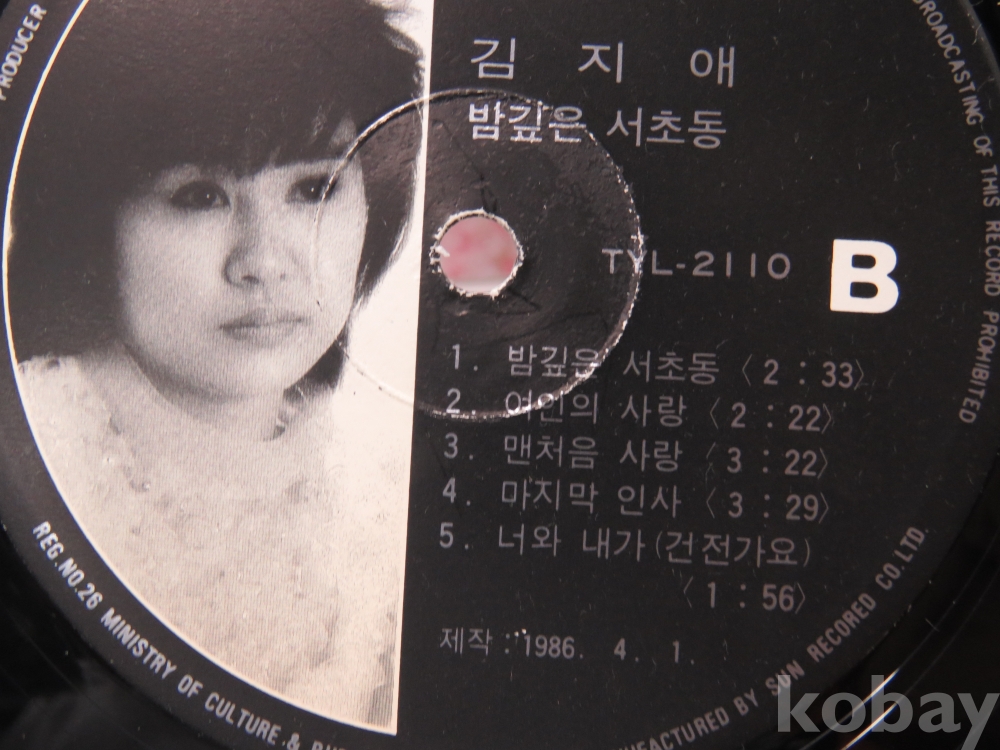 김 지 애
밤깊은 서초동
TYL-2110
B
1. 밤깊은 서초동 〈2 : 33〉
2. 여인의 사랑 〈2 : 22〉
3. 맨처음 사랑 〈3 : 22〉
4. 마지막 인사 〈3 : 29〉
5. 너와 내가(건전가요)
〈1 : 56〉
제작 : 1986. 4. 1.
PRODUCER
BROADCASTING OF THIS RECORD PROMIBITED
REG.NO.26 MINISTRY OF CULTURE &
BY SUN RECORED CO.LTD.
kobay